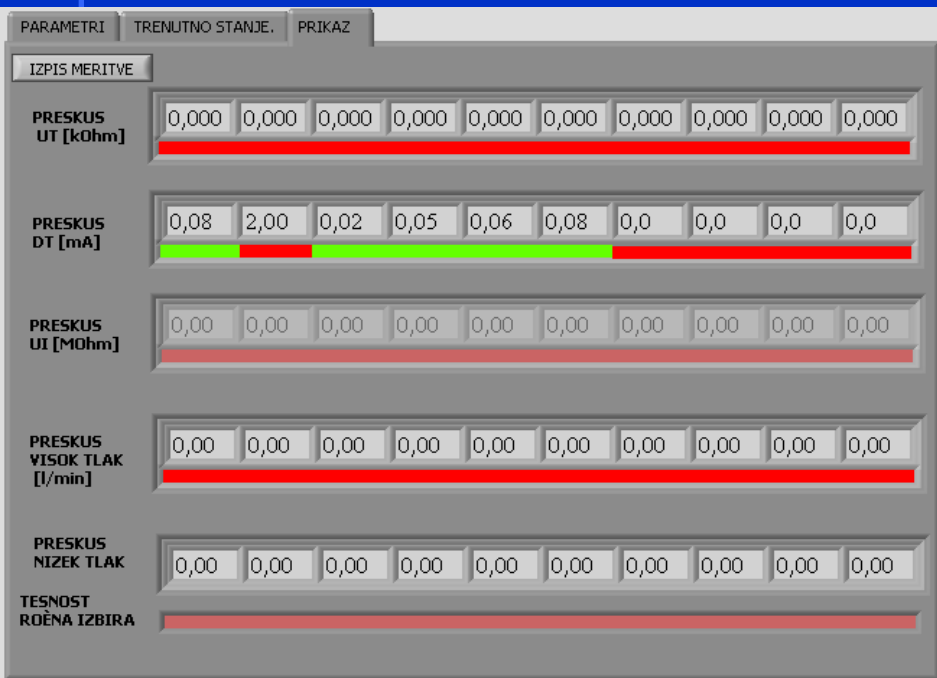 PARAMETRI TRENUTNO STANJE. PRIKAZ
IZPIS MERITVE
PRESKUS
UT [kOhm]
0,000 0,000 0,000 0,000 0,000 0,000 0,000 0,000 0,000 0,000
PRESKUS
DT [mA]
0,08 2,00 0,02 0,05 0,06 0,08 0,0 0,0 0,0 0,0
PRESKUS
UI [MOhm]
0,00 0,00 0,00 0,00 0,00 0,00 0,00 0,00 0,00 0,00
PRESKUS
VISOK TLAK
[l/min]
0,00 0,00 0,00 0,00 0,00 0,00 0,00 0,00 0,00 0,00
PRESKUS
NIZEK TLAK
0,00 0,00 0,00 0,00 0,00 0,00 0,00 0,00 0,00 0,00
TESNOST
ROÈNA IZBIRA